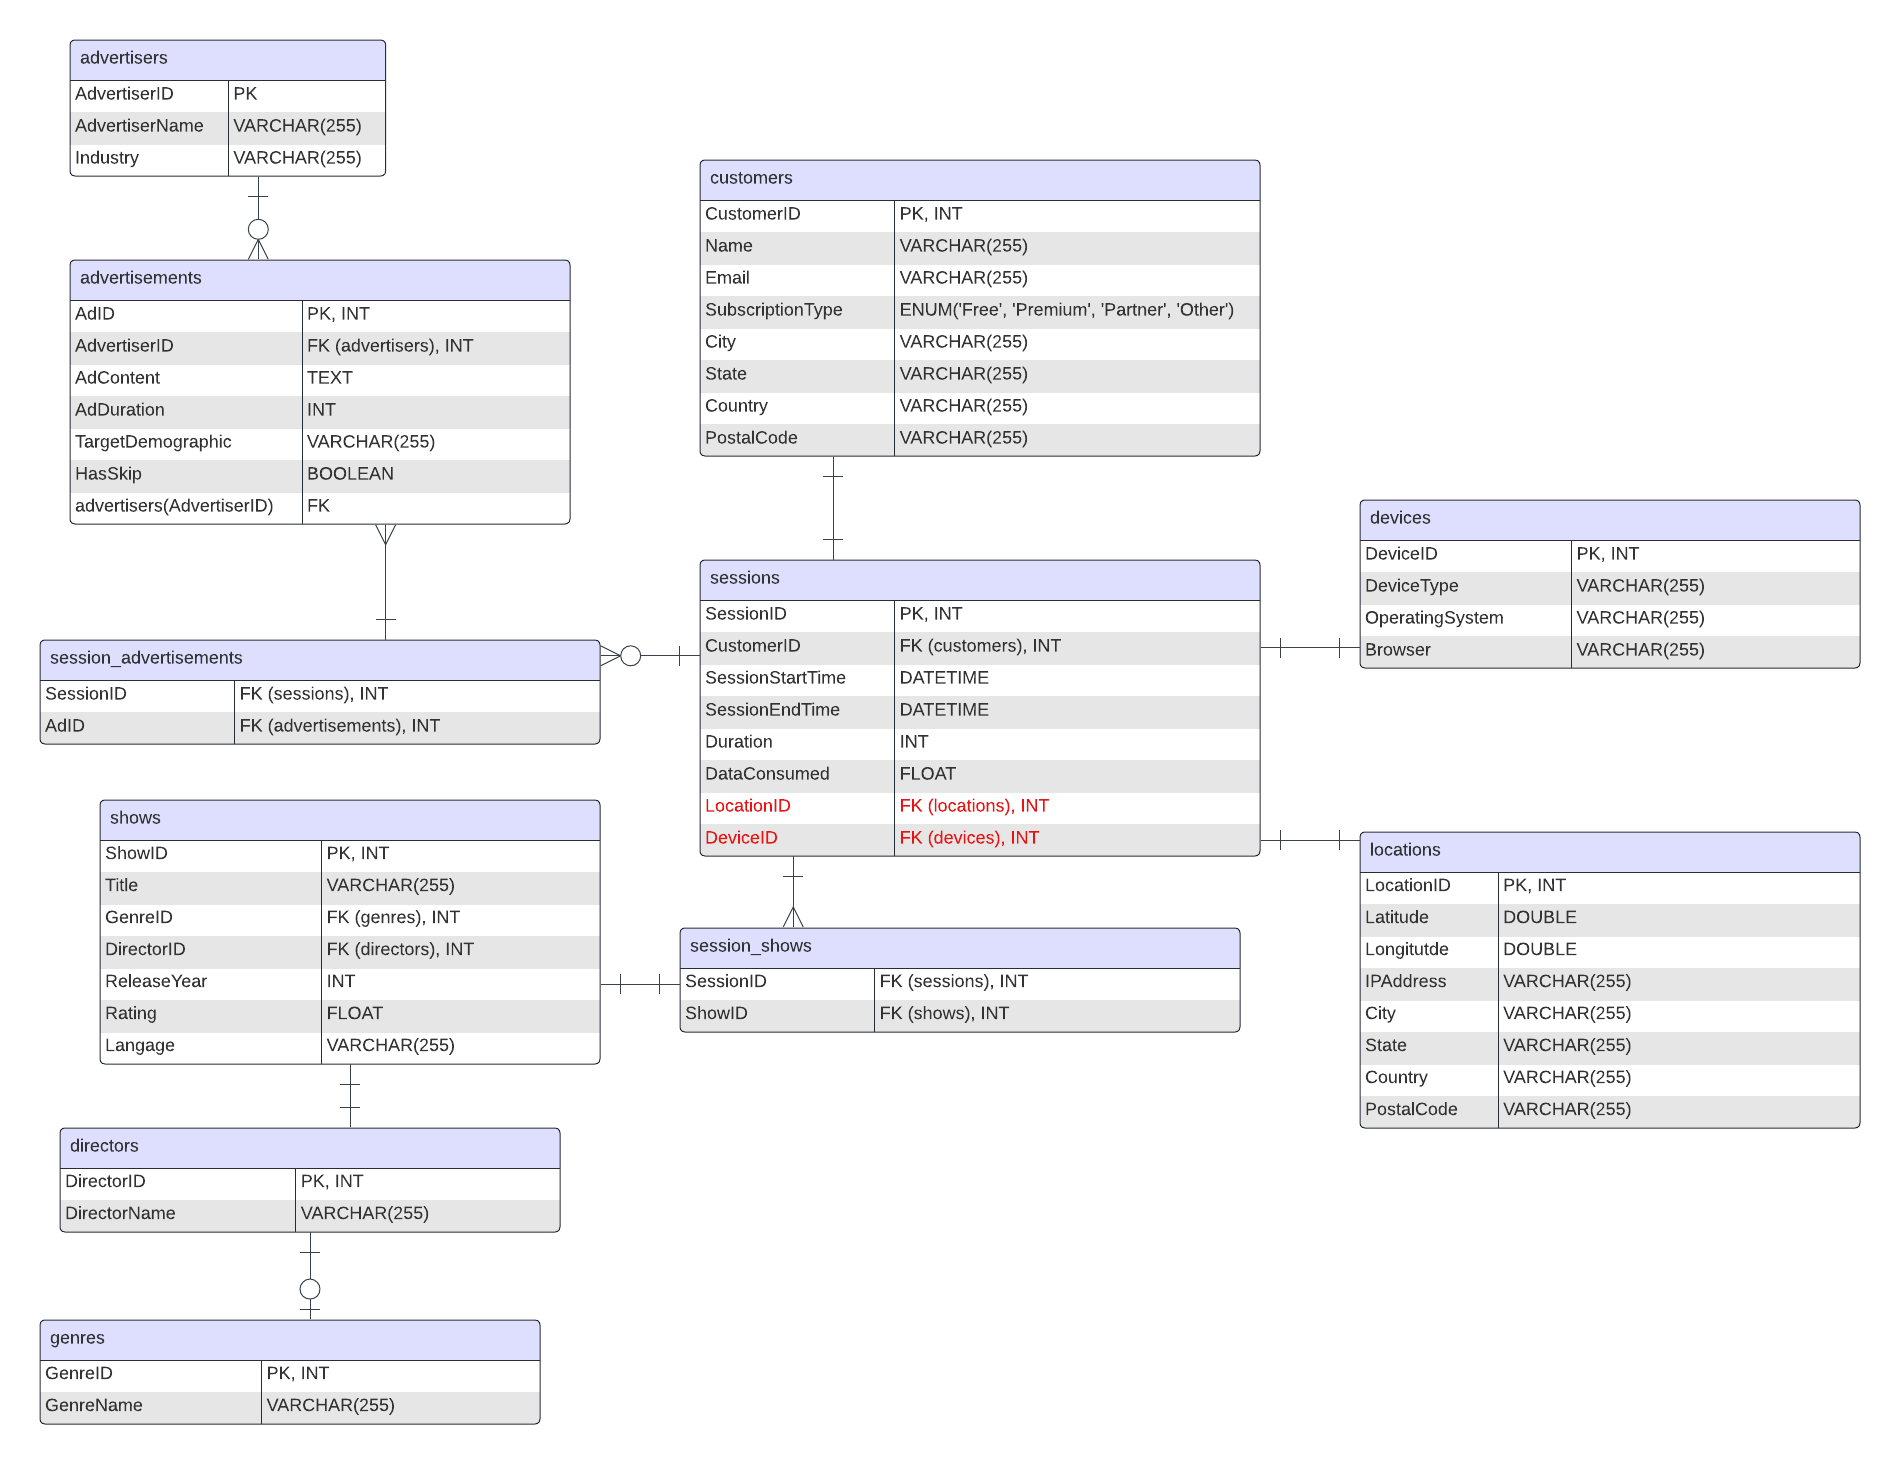 advertisers
AdvertiserID PK
AdvertiserName VARCHAR(255)
Industry VARCHAR(255)
advertisements
AdID PK, INT
AdvertiserID FK (advertisers), INT
AdContent TEXT
AdDuration INT
TargetDemographic VARCHAR(255)
HasSkip BOOLEAN
advertisers(AdvertiserID) FK
session_advertisements
SessionID FK (sessions), INT
AdID FK (advertisements), INT
shows
ShowID PK, INT
Title VARCHAR(255)
GenreID FK (genres), INT
DirectorID FK (directors), INT
ReleaseYear INT
Rating FLOAT
Langage VARCHAR(255)
directors
DirectorID PK, INT
DirectorName VARCHAR(255)
genres
GenreID PK, INT
GenreName VARCHAR(255)
customers
CustomerID PK, INT
Name VARCHAR(255)
Email VARCHAR(255)
SubscriptionType ENUM('Free', 'Premium', 'Partner', 'Other')
City VARCHAR(255)
State VARCHAR(255)
Country VARCHAR(255)
PostalCode VARCHAR(255)
sessions
SessionID PK, INT
CustomerID FK (customers), INT
SessionStartTime DATETIME
SessionEndTime DATETIME
Duration INT
DataConsumed FLOAT
LocationID FK (locations), INT
DeviceID FK (devices), INT
session_shows
SessionID FK (sessions), INT
ShowID FK (shows), INT
devices
DeviceID PK, INT
DeviceType VARCHAR(255)
OperatingSystem VARCHAR(255)
Browser VARCHAR(255)
locations
LocationID PK, INT
Latitude DOUBLE
Longitutde DOUBLE
IPAddress VARCHAR(255)
City VARCHAR(255)
State VARCHAR(255)
Country VARCHAR(255)
PostalCode VARCHAR(255)